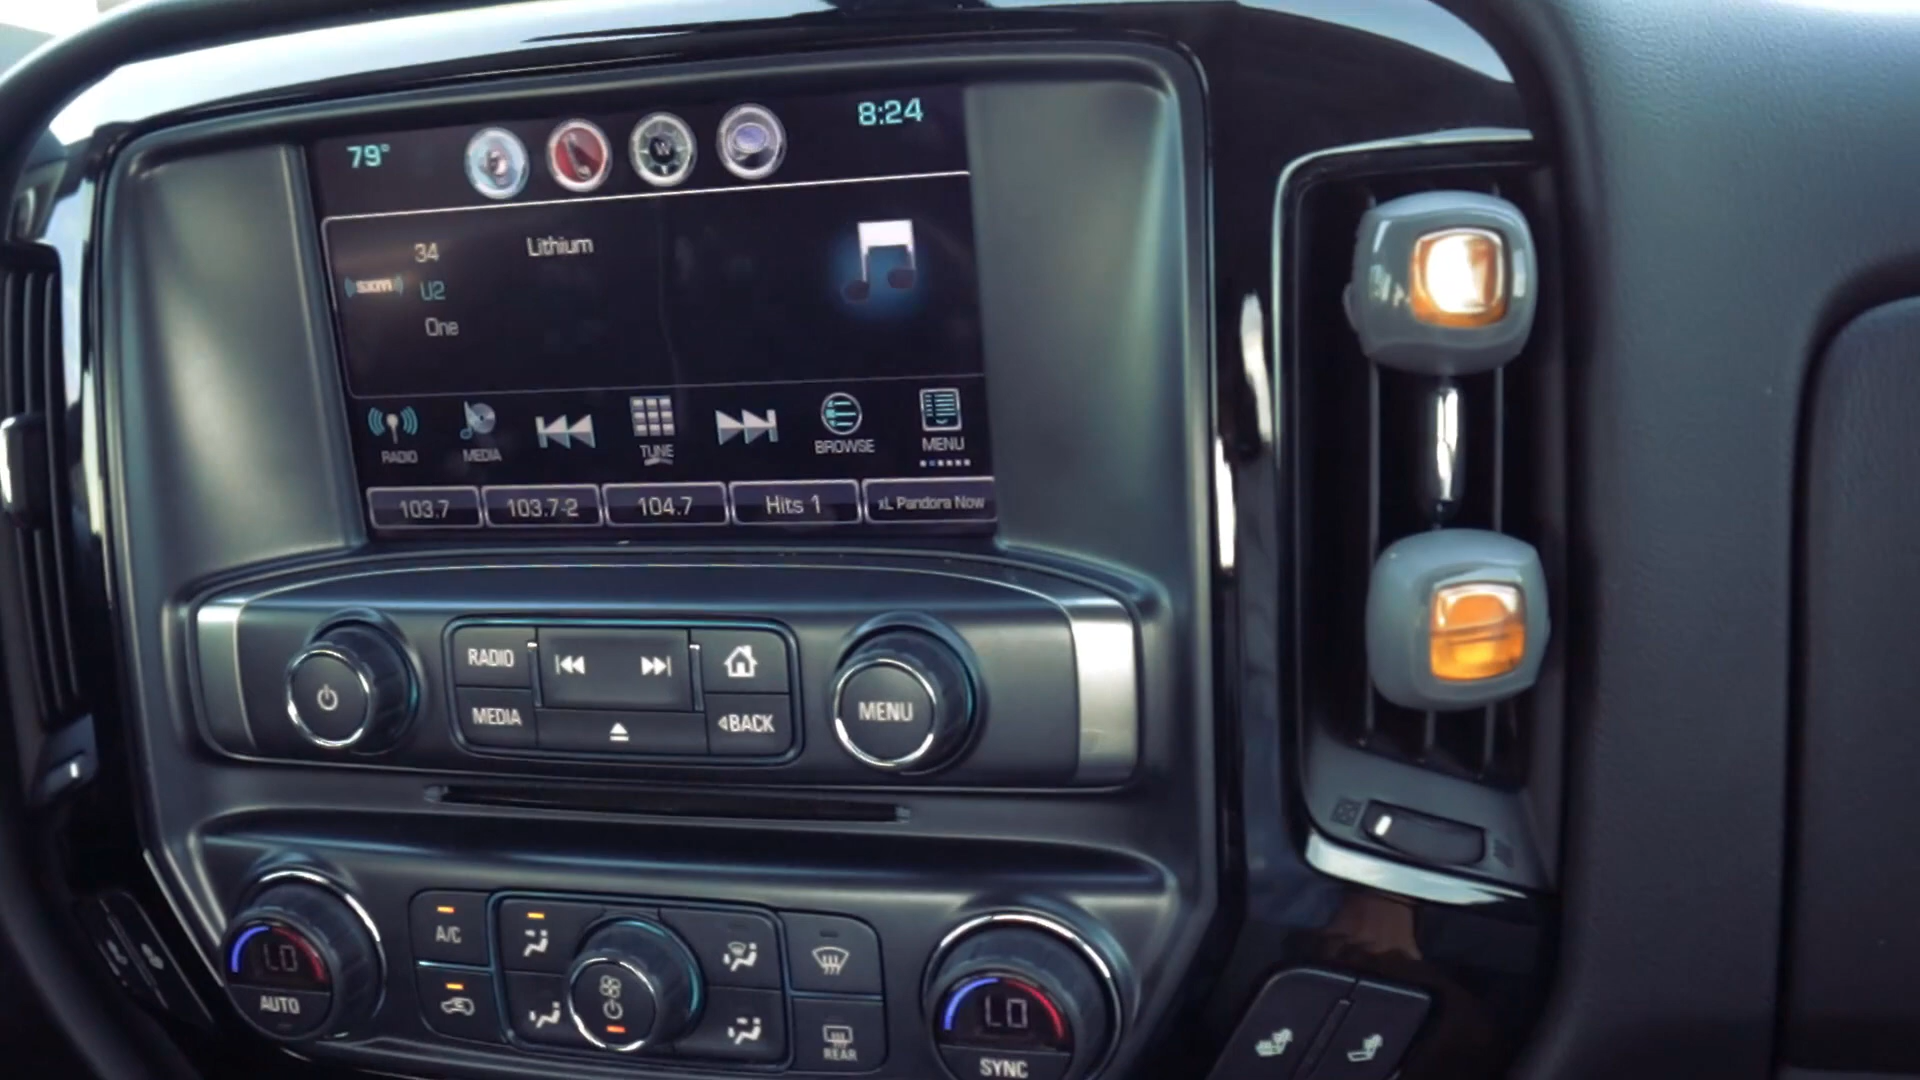 79°
W
8:24
34
Lithium
sxm
U2
One
RADIO
MEDIA
TUNE
BROWSE
MENU
103.7
103.7-2
104.7
Hits 1
xL Pandora Now
RADIO
MEDIA
BACK
MENU
LO
AUTO
A/C
REAR
LO
SYNC